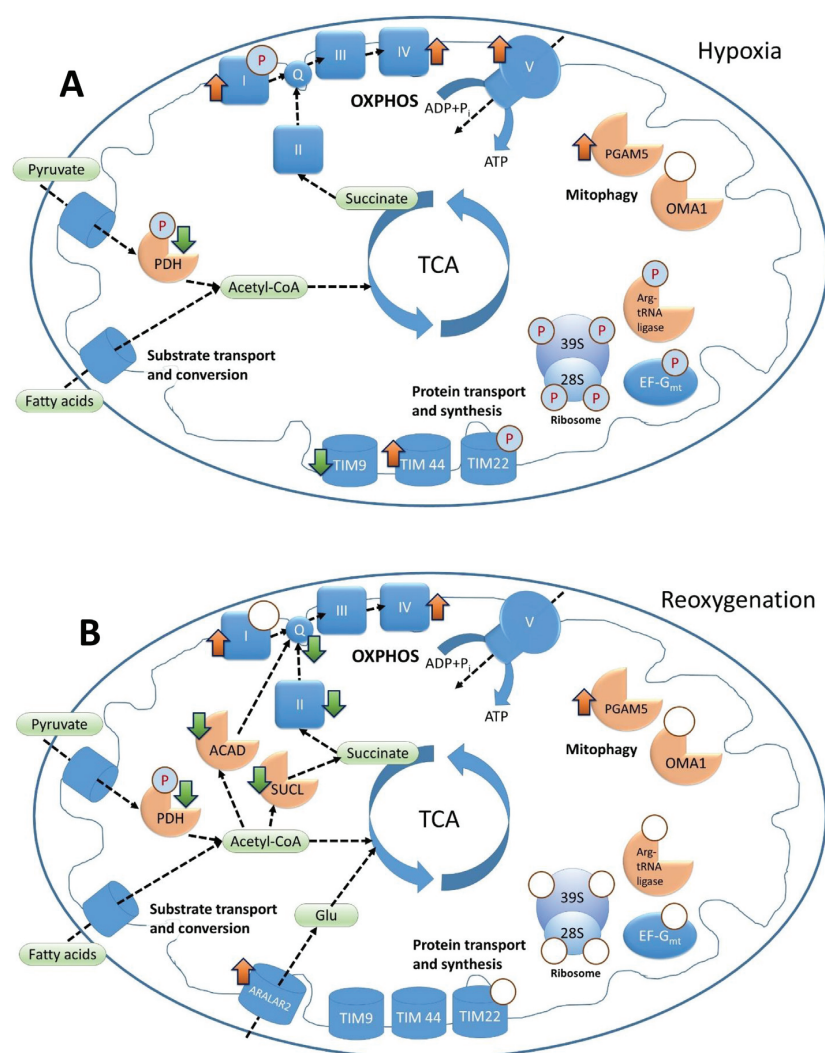 Hypoxia
A
P
I
Q
III
IV
V
OXPHOS
ADP+Pi
ATP
II
Succinate
Pyruvate
P
PDH
Acetyl-CoA
TCA
PGAM5
Mitophagy
OMA1
Substrate transport
and conversion
Fatty acids
P
Arg-
tRNA
ligase
P
P
39S
28S
P
P
Ribosome
P
EF-Gmt
Protein transport
and synthesis
TIM9
TIM 44
TIM22
P
Reoxygenation
B
I
Q
III
IV
V
OXPHOS
ADP+Pi
ATP
II
Succinate
Pyruvate
ACAD
SUCL
P
PDH
Acetyl-CoA
TCA
PGAM5
Mitophagy
OMA1
Substrate transport
and conversion
Fatty acids
Glu
ARALAR2
Arg-
tRNA
ligase
39S
28S
Ribosome
EF-Gmt
Protein transport
and synthesis
TIM9
TIM 44
TIM22